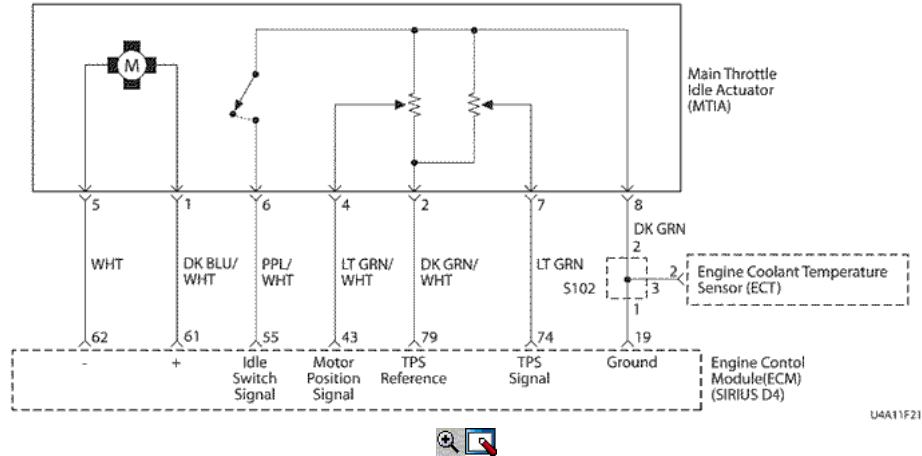 M
Main Throttle
Idle Actuator
(MTIA)
5 1 6 4 2 7 8
DK GRN
2
WHT
DK BLU/
WHT
PPL/
WHT
LT GRN/
WHT
DK GRN/
WHT
LT GRN
S102
3
1
2
Engine Coolant Temperature
Sensor (ECT)
62 61 55 43 79 74 19
-
+
Idle
Switch
Signal
Motor
Position
Signal
TPS
Reference
TPS
Signal
Ground
Engine Contol
Module(ECM)
(SIRIUS D4)
U4A11F21